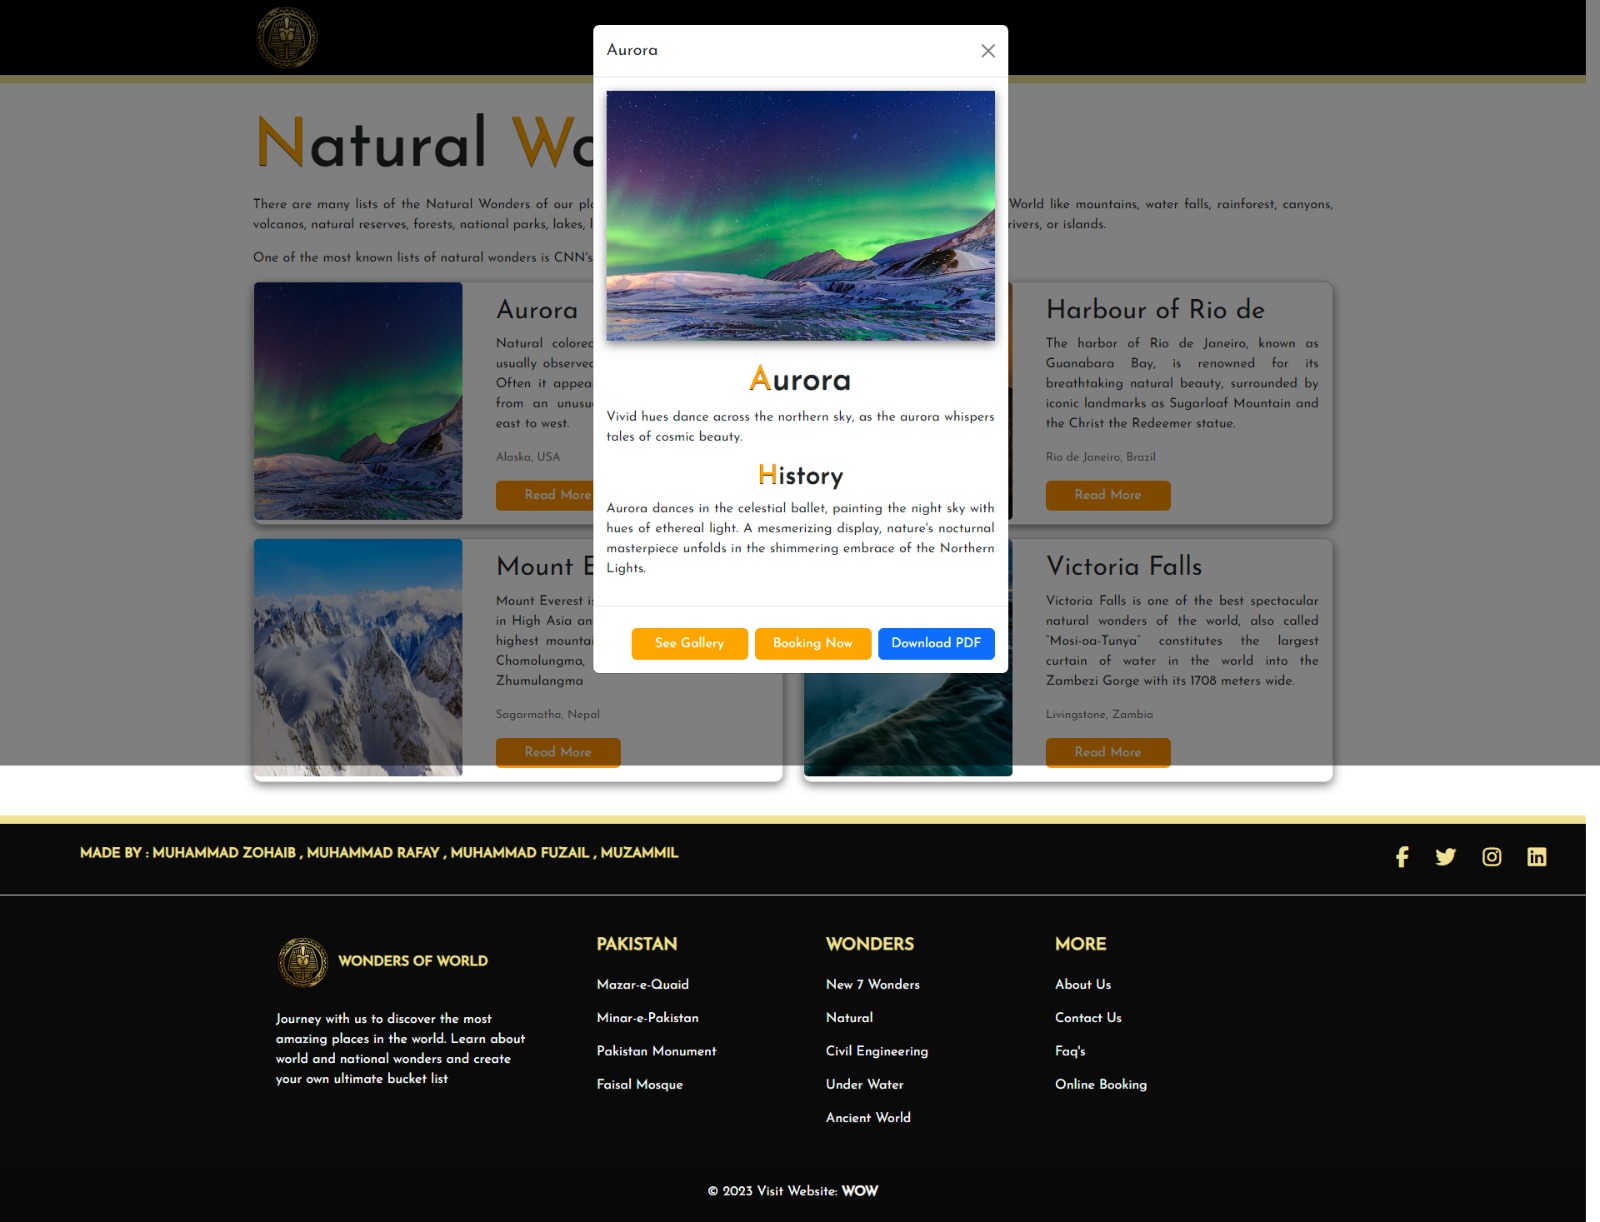 Aurora
Natural Wo
There are many lists of the Natural Wonders of our pl
World like mountains, water falls, rainforest, canyons,
volcanos, natural reserves, forests, national parks, lakes,
rivers, or islands.
One of the most known lists of natural wonders is CNN's
Aurora
Vivid hues dance across the northern sky, as the aurora whispers
tales of cosmic beauty.
History
Aurora dances in the celestial ballet, painting the night sky with
hues of ethereal light. A mesmerizing display, nature's nocturnal
masterpiece unfolds in the shimmering embrace of the Northern
Lights.
See Gallery Booking Now Download PDF
Aurora
Natural colore
usually observe
Often it appea
from an unusu
east to west.
Alaska, USA
Read More
Harbour of Rio de
The harbor of Rio de Janeiro, known as
Guanabara Bay, is renowned for its
breathtaking natural beauty, surrounded by
iconic landmarks as Sugarloaf Mountain and
the Christ the Redeemer statue.
Rio de Janeiro, Brazil
Read More
Mount E
Mount Everest i
in High Asia an
highest mountai
Chomolungma,
Zhumulangma
Sagarmatha, Nepal
Read More
Victoria Falls
Victoria Falls is one of the best spectacular
natural wonders of the world, also called
"Mosi-oa-Tunya" constitutes the largest
curtain of water in the world into the
Zambezi Gorge with its 1708 meters wide.
Livingstone, Zambia
Read More
MADE BY : MUHAMMAD ZOHAIB , MUHAMMAD RAFAY , MUHAMMAD FUZAIL , MUZAMMIL
WONDERS OF WORLD
Journey with us to discover the most
amazing places in the world. Learn about
world and national wonders and create
your own ultimate bucket list
PAKISTAN
Mazar-e-Quaid
Minar-e-Pakistan
Pakistan Monument
Faisal Mosque
WONDERS
New 7 Wonders
Natural
Civil Engineering
Under Water
Ancient World
MORE
About Us
Contact Us
Faq's
Online Booking
© 2023 Visit Website: WOW